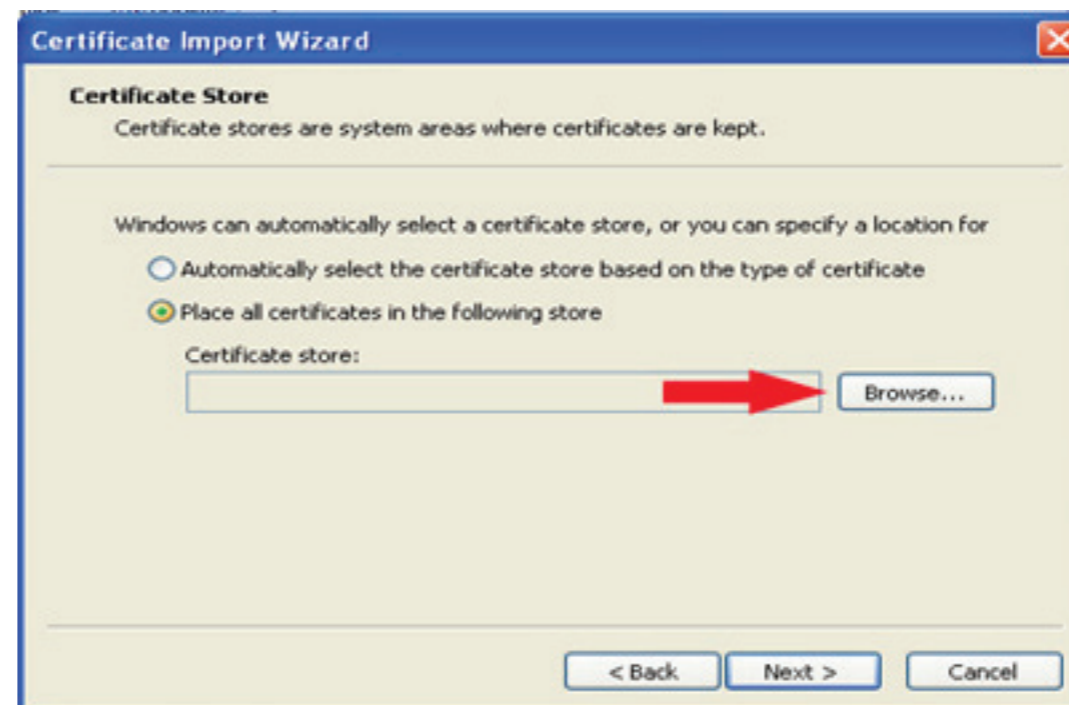 Certificate Import Wizard
Certificate Store
Certificate stores are system areas where certificates are kept.
Windows can automatically select a certificate store, or you can specify a location for
Automatically select the certificate store based on the type of certificate
Place all certificates in the following store
Certificate store:
Browse...
< Back Next > Cancel